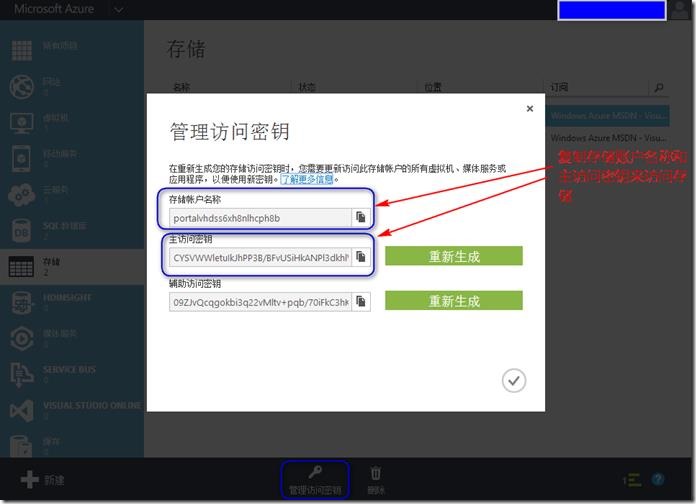 Microsoft Azure
所有项目
网站
0
虚拟机
1
移动服务
0
云服务
0
SQL 数据库
0
存储
2
HDINSIGHT
0
媒体服务
0
SERVICE BUS
0
VISUAL STUDIO ONLINE
0
缓存
0
存储
名称 状态 位置 订阅
Windows Azure MSDN - Visu...
Windows Azure MSDN - Visu...
管理访问密钥
在重新生成您的存储访问密钥时，您需要更新访问此存储帐户的所有虚拟机、媒体服务或
应用程序，以便使用新密钥。了解更多信息。
存储帐户名称
portalvhdss6xh8nlhcph8b
主访问密钥
CYSVWWletuIkJhPP3B/BFvUSiHkANPl3dkhl
重新生成
辅助访问密钥
09ZJvQcqgokbi3q22vMltv+pqb/70iFkC3hK
重新生成
复制存储账户名称和
主访问密钥来访问存
储
新建
管理访问密钥
删除
1